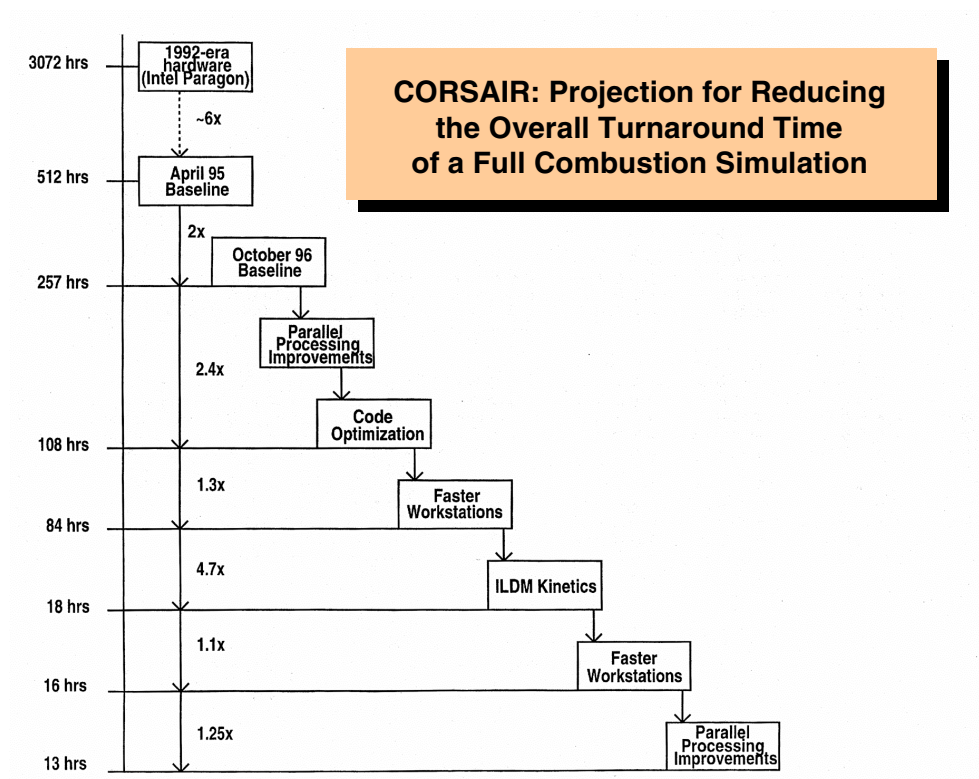 CORSAIR: Projection for Reducing
the Overall Turnaround Time
of a Full Combustion Simulation
3072 hrs
1992-era
hardware
(Intel Paragon)
~6x
512 hrs
April 95
Baseline
2x
October 96
Baseline
257 hrs
Parallel
Processing
Improvements
2.4x
Code
Optimization
108 hrs
1.3x
Faster
Workstations
84 hrs
4.7x
ILDM Kinetics
18 hrs
1.1x
Faster
Workstations
16 hrs
1.25x
Parallel
Processing
Improvements
13 hrs